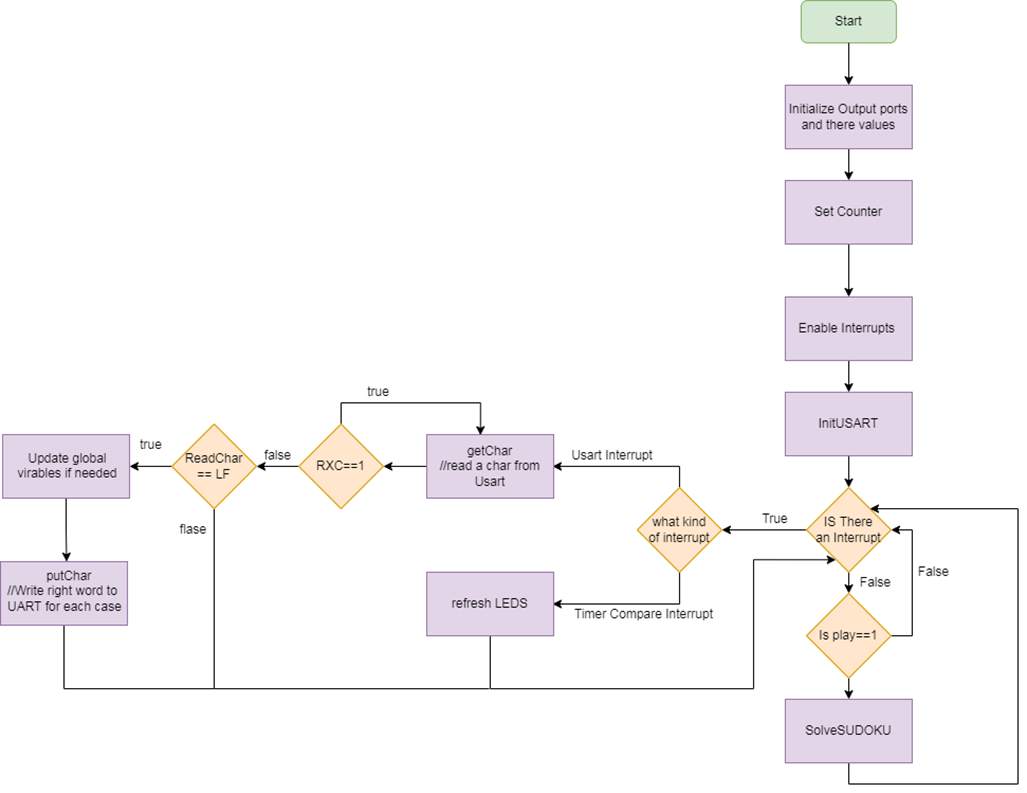 Start
Initialize Output ports
and there values
Set Counter
Enable Interrupts
InitUSART
IS There
an Interrupt
True
False
Is play==1
False
SolveSUDOKU
what kind
of interrupt
Usart Interrupt
Timer Compare Interrupt
getChar
//read a char from
Usart
refresh LEDS
RXC==1
true
false
ReadChar
== LF
true
flase
Update global
virables if needed
putChar
//Write right word to
UART for each case